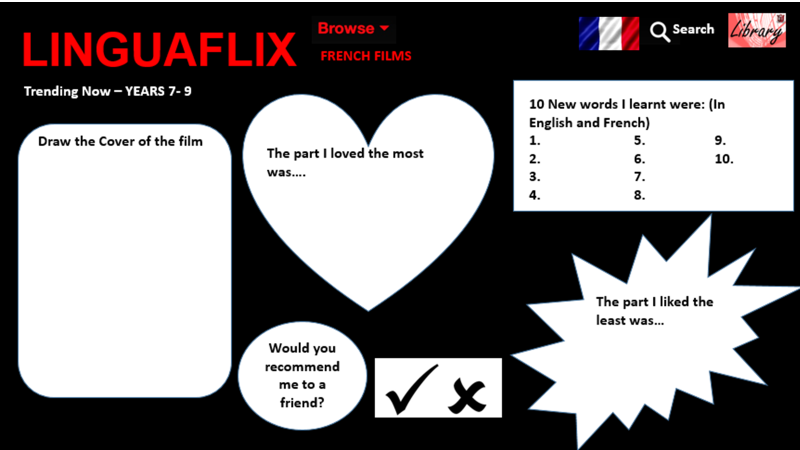 LINGUAFLIX
Browse
FRENCH FILMS
Search
Library
Trending Now – YEARS 7- 9
Draw the Cover of the film
The part I loved the most
was....
10 New words I learnt were: (In
English and French)
1. 5. 9.
2. 6. 10.
3. 7.
4. 8.
The part I liked the
least was...
Would you
recommend
me to a
friend?